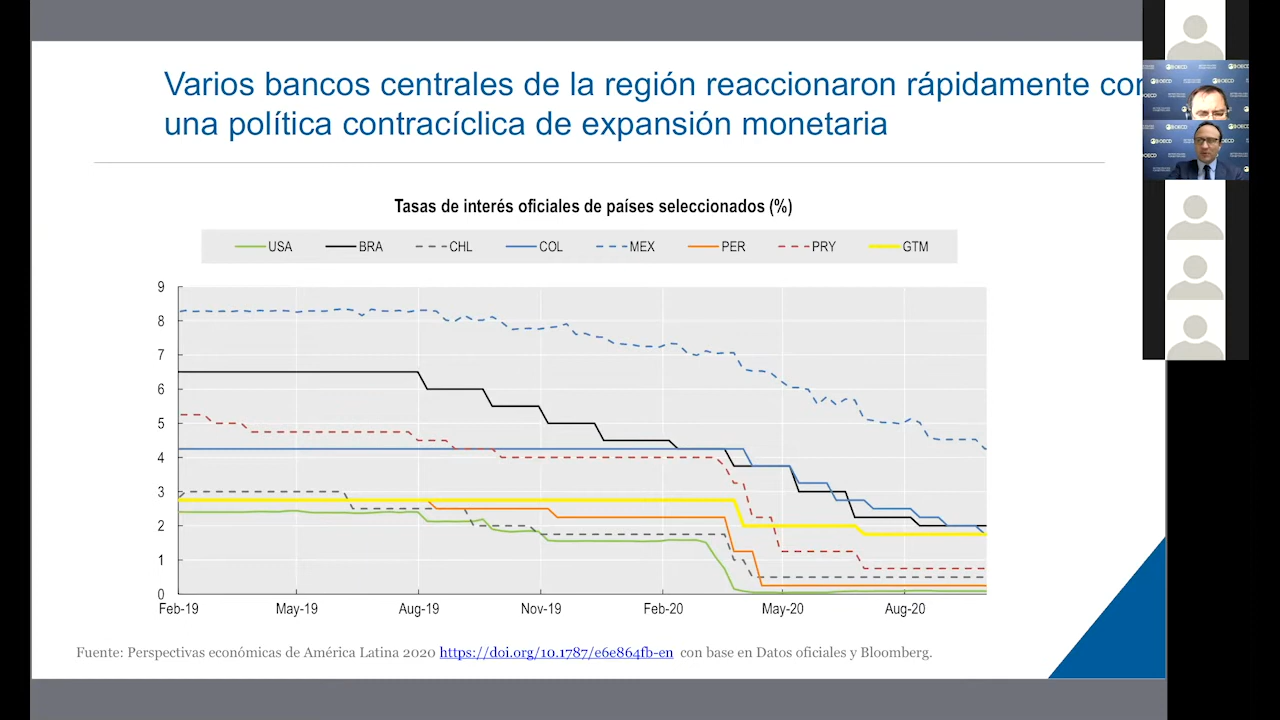 Varios bancos centrales de la región reaccionaron rápidamente con
una política contracíclica de expansión monetaria
Tasas de interés oficiales de países seleccionados (%)
USA BRA CHL COL MEX PER PRY GTM
9
8
7
6
5
4
3
2
1
0
Feb-19 May-19 Aug-19 Nov-19 Feb-20 May-20 Aug-20
Fuente: Perspectivas económicas de América Latina 2020 https://doi.org/10.1787/e6e864fb-en con base en Datos oficiales y Bloomberg.